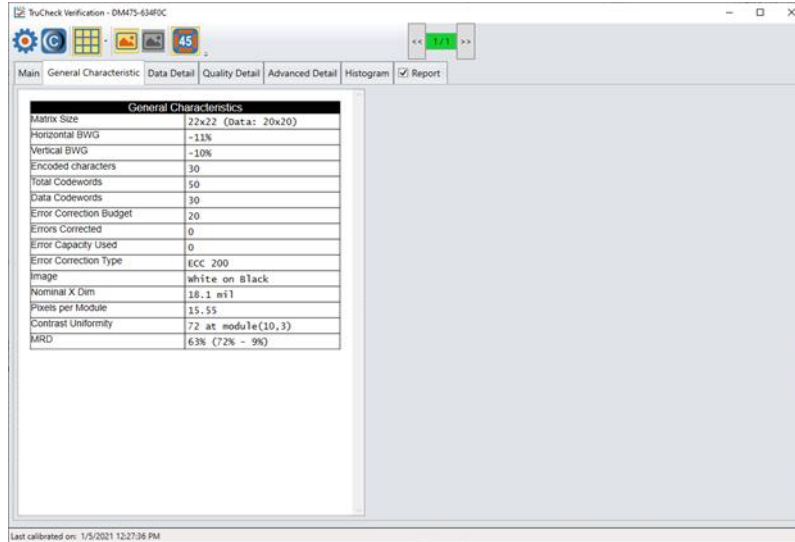 TruCheck Verification - DM475-634F0C
45
<< 1/1 >>
Main General Characteristic Data Detail Quality Detail Advanced Detail Histogram Report
General Characteristics
Matrix Size 22x22 (Data: 20x20)
Horizontal BWG -11%
Vertical BWG -10%
Encoded characters 30
Total Codewords 50
Data Codewords 30
Error Correction Budget 20
Errors Corrected 0
Error Capacity Used 0
Error Correction Type ECC 200
Image White on Black
Nominal X Dim 18.1 mil
Pixels per Module 15.55
Contrast Uniformity 72 at module(10,3)
MRD 63% (72% - 9%)
Last calibrated on: 1/5/2021 12:27:36 PM